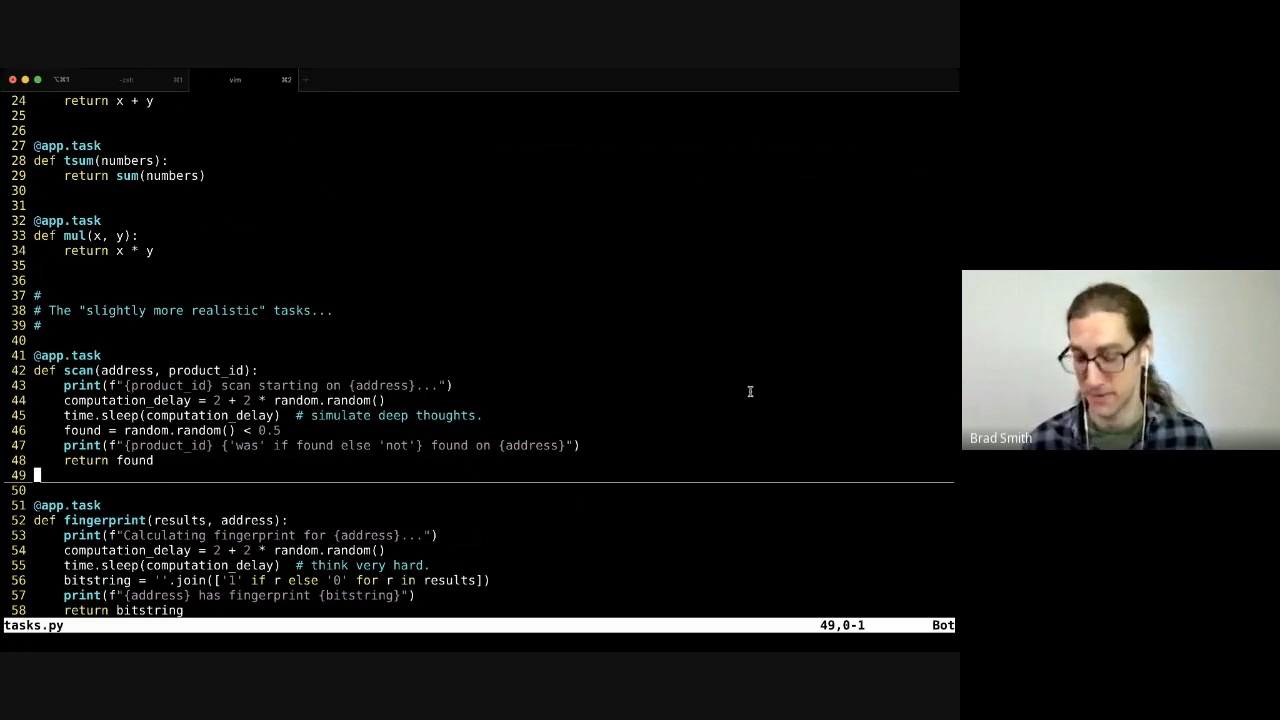 ⌥⌘1 -zsh ⌘1 vim ⌘2 +
24 return x + y
25
26
27 @app.task
28 def tsum(numbers):
29 return sum(numbers)
30
31
32 @app.task
33 def mul(x, y):
34 return x * y
35
36
37 #
38 # The "slightly more realistic" tasks...
39 #
40
41 @app.task
42 def scan(address, product_id):
43 print(f"{product_id} scan starting on {address}...")
44 computation_delay = 2 + 2 * random.random()
45 time.sleep(computation_delay)  # simulate deep thoughts.
46 found = random.random() < 0.5
47 print(f"{product_id} {'was' if found else 'not'} found on {address}")
48 return found
49
50
51 @app.task
52 def fingerprint(results, address):
53 print(f"Calculating fingerprint for {address}...")
54 computation_delay = 2 + 2 * random.random()
55 time.sleep(computation_delay)  # think very hard.
56 bitstring = ''.join(['1' if r else '0' for r in results])
57 print(f"{address} has fingerprint {bitstring}")
58 return bitstring
tasks.py 49,0-1 Bot
Brad Smith